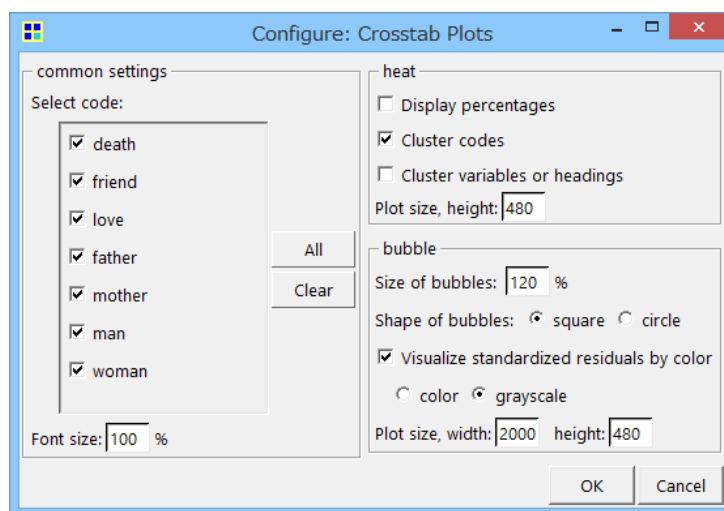 Configure: Crosstab Plots
common settings
Select code:
death
friend
love
father
mother
man
woman
All
Clear
Font size: 100 %
heat
Display percentages
Cluster codes
Cluster variables or headings
Plot size, height: 480
bubble
Size of bubbles: 120 %
Shape of bubbles: square circle
Visualize standardized residuals by color
color grayscale
Plot size, width: 2000 height: 480
OK Cancel